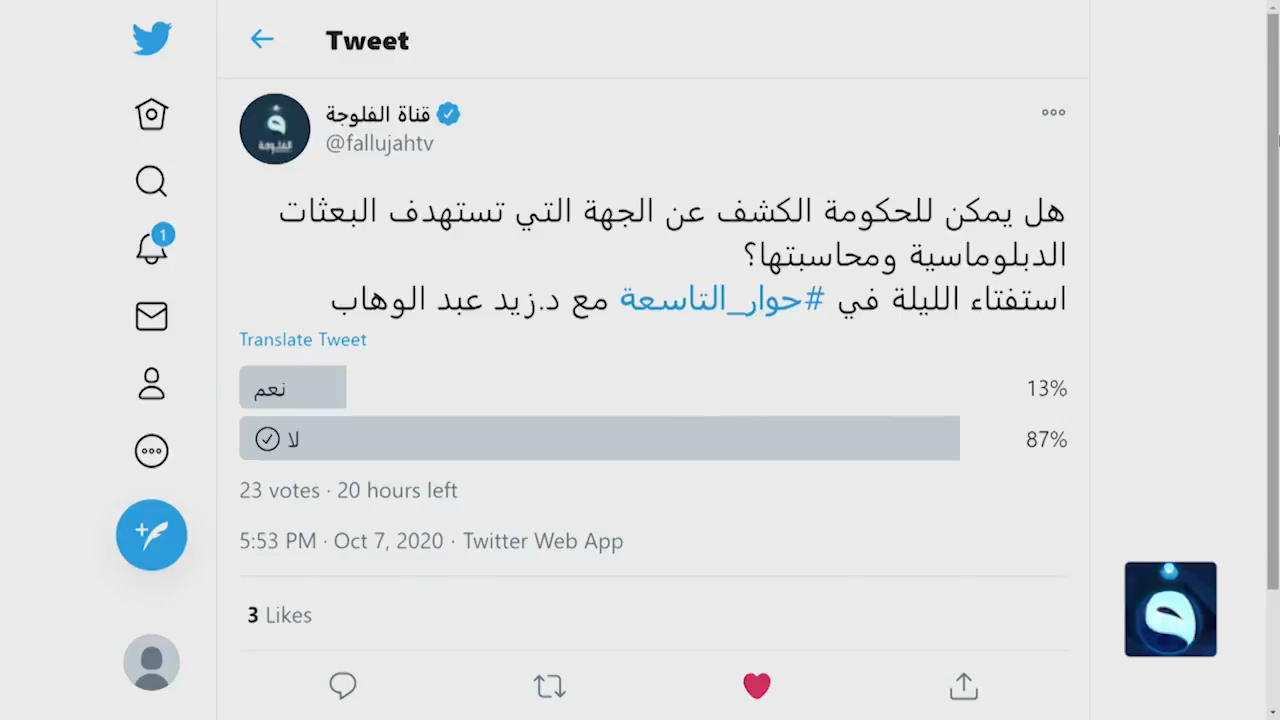 Tweet
قناة الفلوجة
@fallujahtv
1
هل يمكن للحكومة الكشف عن الجهة التي تستهدف البعثات
الدبلوماسية ومحاسبتها؟
استفتاء الليلة في #حوار_التاسعة مع د.زيد عبد الوهاب
Translate Tweet
نعم 13%
لا 87%
23 votes · 20 hours left
5:53 PM · Oct 7, 2020 · Twitter Web App
3 Likes